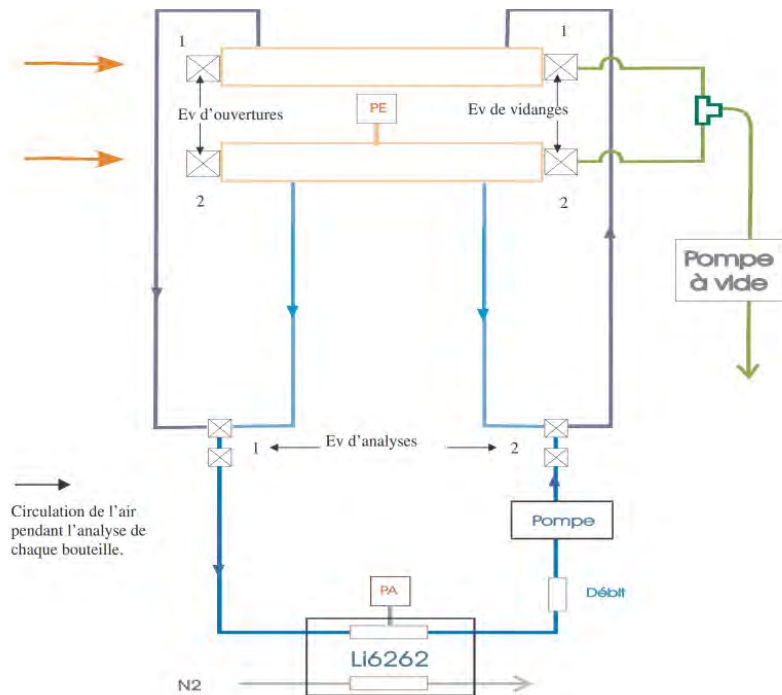 1
1
Ev d'ouvertures
PE
Ev de vidanges
2
2
Pompe
à vide
1
Ev d'analyses
2
Circulation de l'air
pendant l'analyse de
chaque bouteille.
Pompe
Débit
PA
Li6262
N2